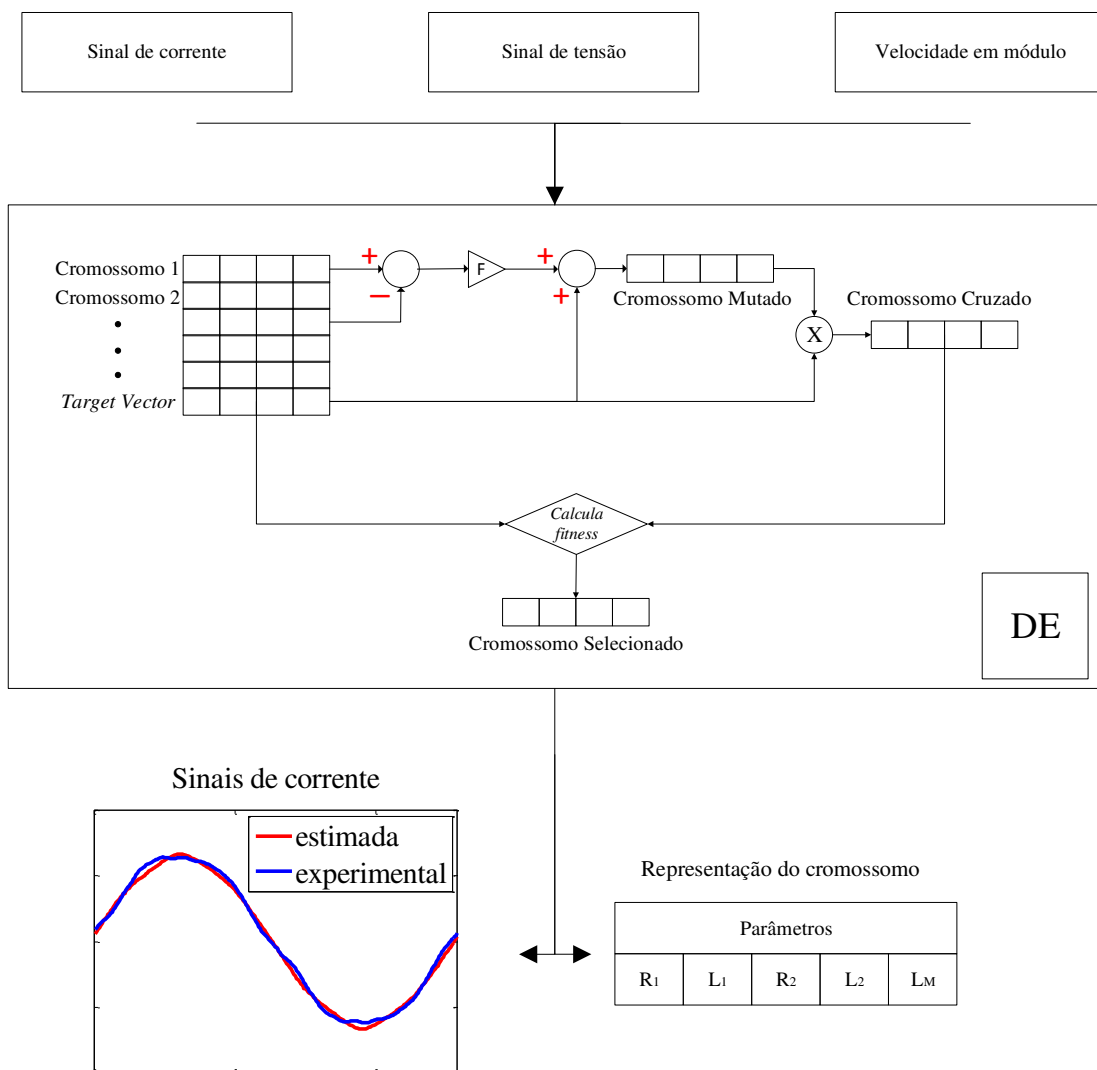 Sinal de corrente
Sinal de tensão
Velocidade em módulo
Cromossomo 1
Cromossomo 2
Target Vector
+
−
F
+
+
Cromossomo Mutado
X
Cromossomo Cruzado
Calcula
fitness
Cromossomo Selecionado
DE
Sinais de corrente
estimada
experimental
Representação do cromossomo
Parâmetros
R1 L1 R2 L2 LM